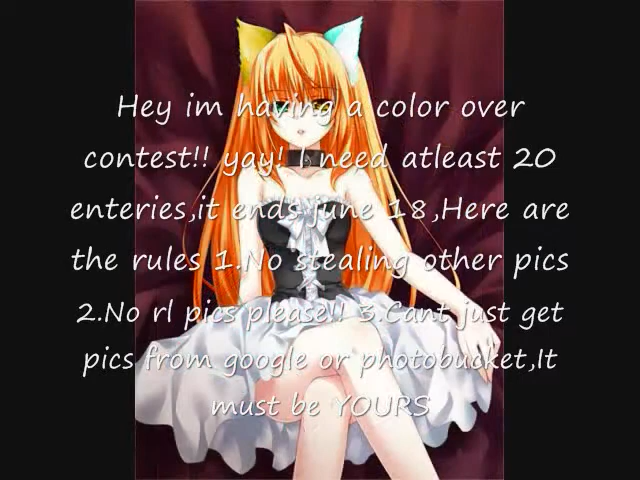 Hey im having a color over
contest!! yay! I need atleast 20
enteries,it ends june 18,Here are
the rules 1.No stealing other pics
2.No rl pics please!! 3.Cant just get
pics from google or photobucket,It
must be YOURS